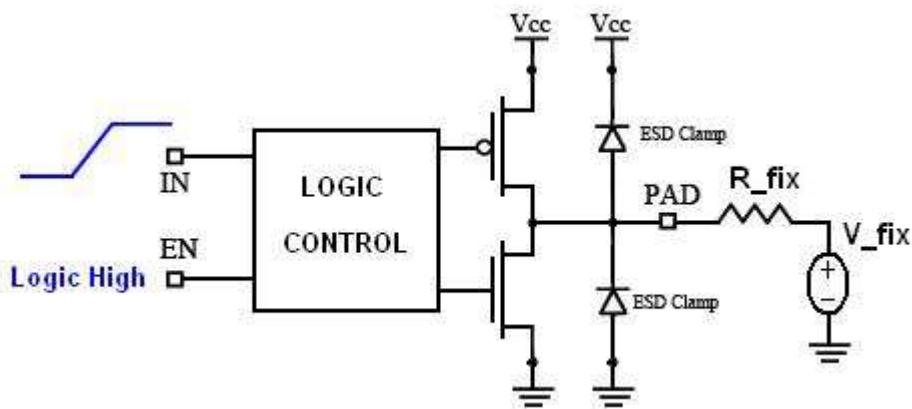 Vcc
Vcc
ESD Clamp
IN
LOGIC
CONTROL
PAD
R_fix
V_fix
EN
Logic High
ESD Clamp
+
−